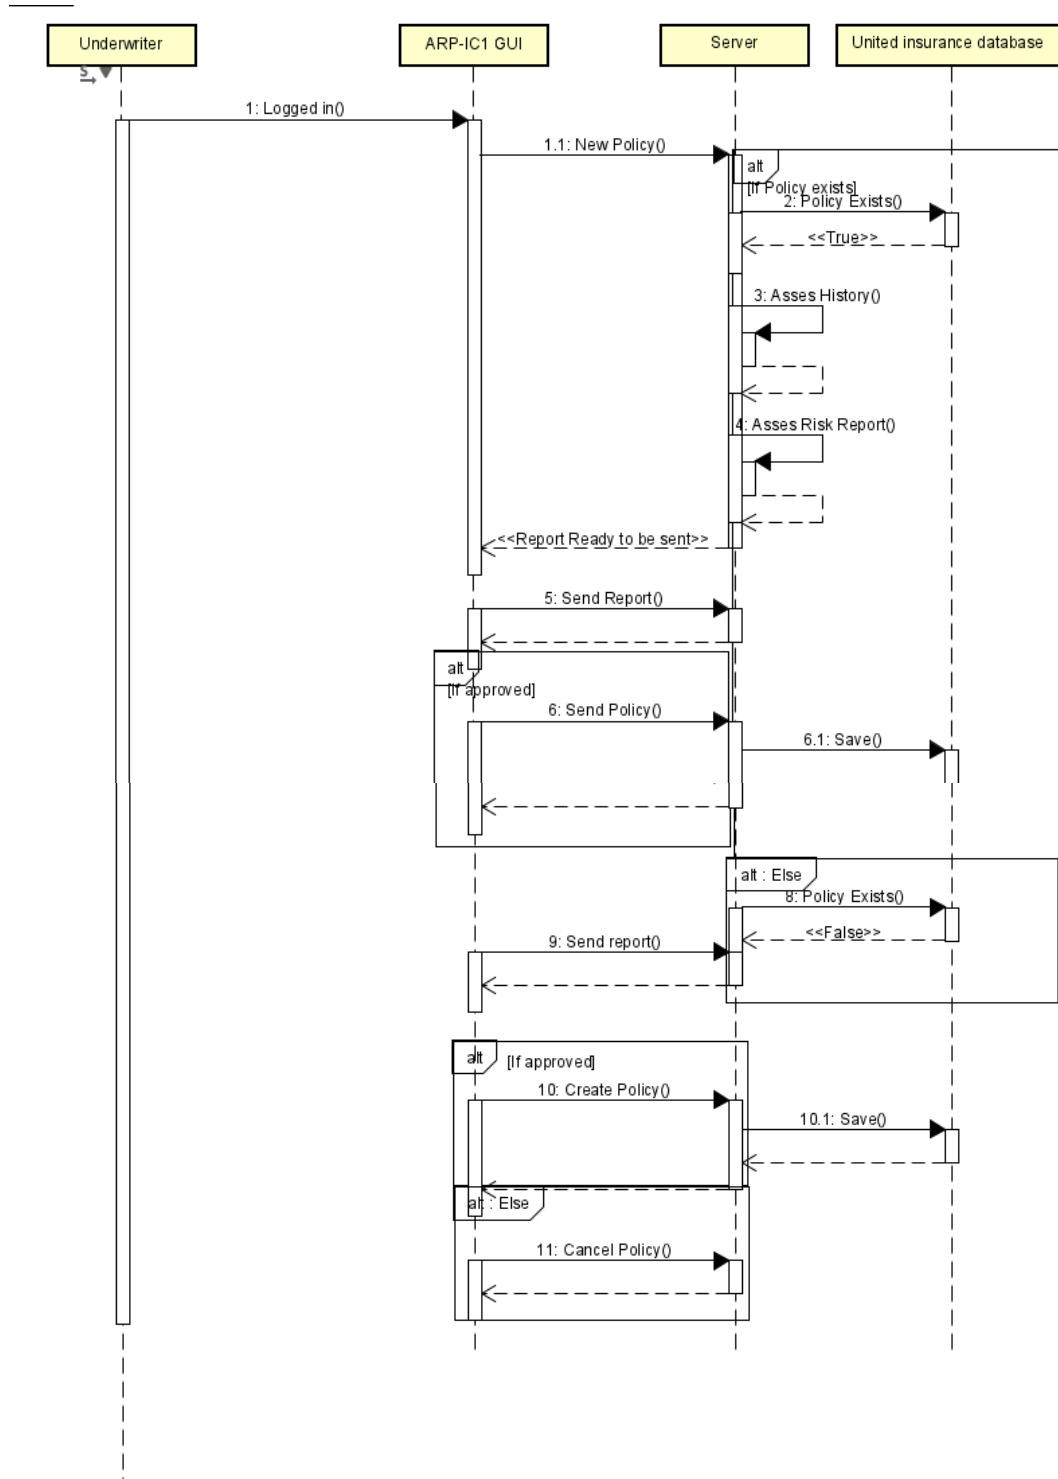 Underwriter
ARP-IC1 GUI
Server
United insurance database
S
1: Logged in()
1.1: New Policy()
alt
[If Policy exists]
2: Policy Exists()
<<True>>
3: Asses History()
4: Asses Risk Report()
<<Report Ready to be sent>>
5: Send Report()
alt
[If approved]
6: Send Policy()
6.1: Save()
alt : Else
8: Policy Exists()
<<False>>
9: Send report()
alt
[If approved]
10: Create Policy()
10.1: Save()
alt : Else
11: Cancel Policy()